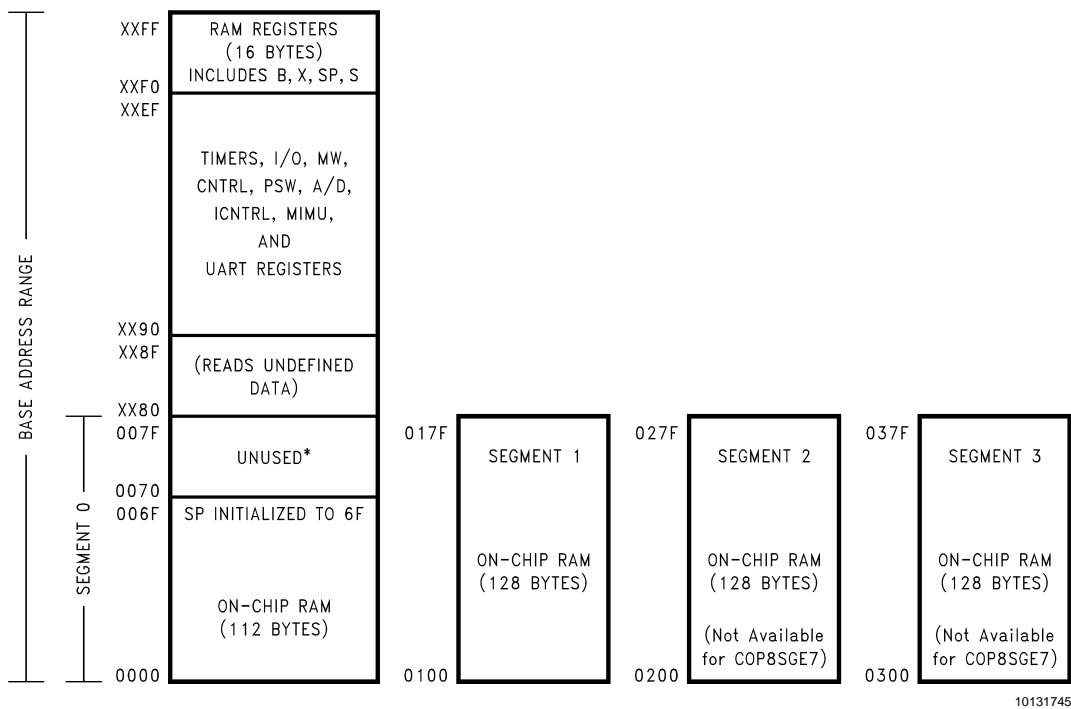 BASE ADDRESS RANGE
SEGMENT 0
XXFF
RAM REGISTERS
(16 BYTES)
INCLUDES B, X, SP, S
XXF0
XXEF
TIMERS, I/O, MW,
CNTRL, PSW, A/D,
ICNTRL, MIMU,
AND
UART REGISTERS
XX90
XX8F
(READS UNDEFINED
DATA)
XX80
007F
UNUSED*
0070
006F
SP INITIALIZED TO 6F
ON-CHIP RAM
(112 BYTES)
0000
017F
SEGMENT 1
ON-CHIP RAM
(128 BYTES)
0100
027F
SEGMENT 2
ON-CHIP RAM
(128 BYTES)
(Not Available
for COP8SGE7)
0200
037F
SEGMENT 3
ON-CHIP RAM
(128 BYTES)
(Not Available
for COP8SGE7)
0300
10131745